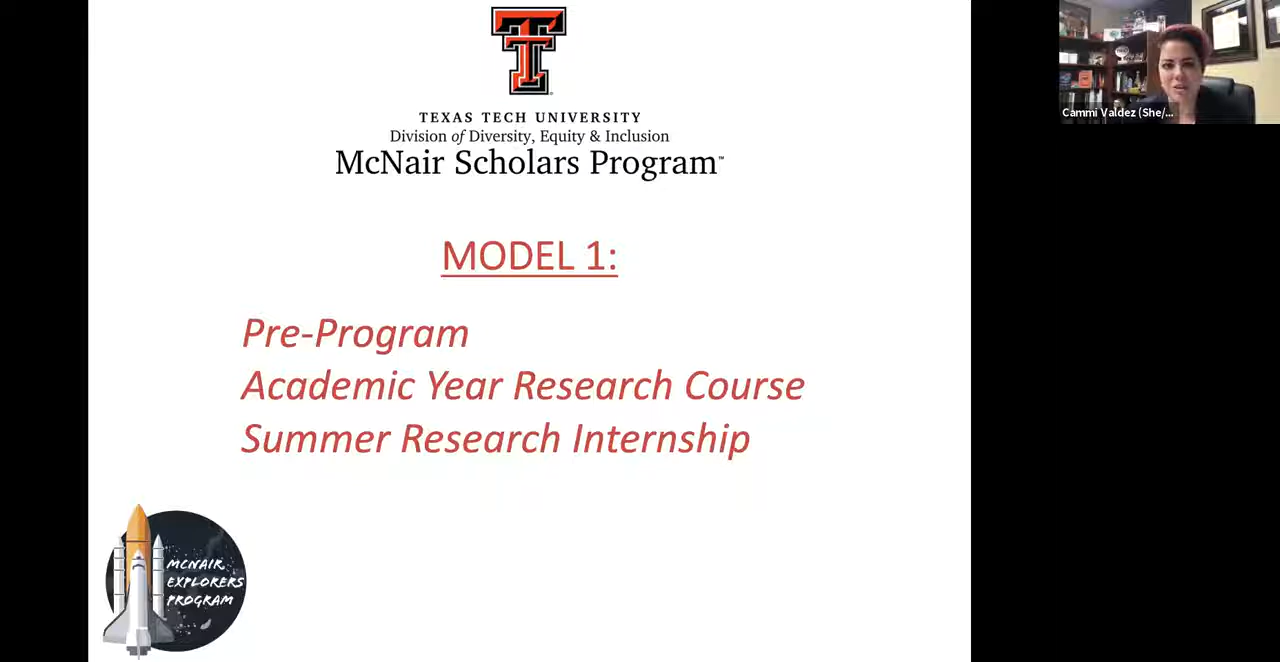 TEXAS TECH UNIVERSITY
Division of Diversity, Equity & Inclusion
McNair Scholars Program™
MODEL 1:
Pre-Program
Academic Year Research Course
Summer Research Internship
MCNAIR
EXPLORERS
PROGRAM
Cammi Valdez (She/...